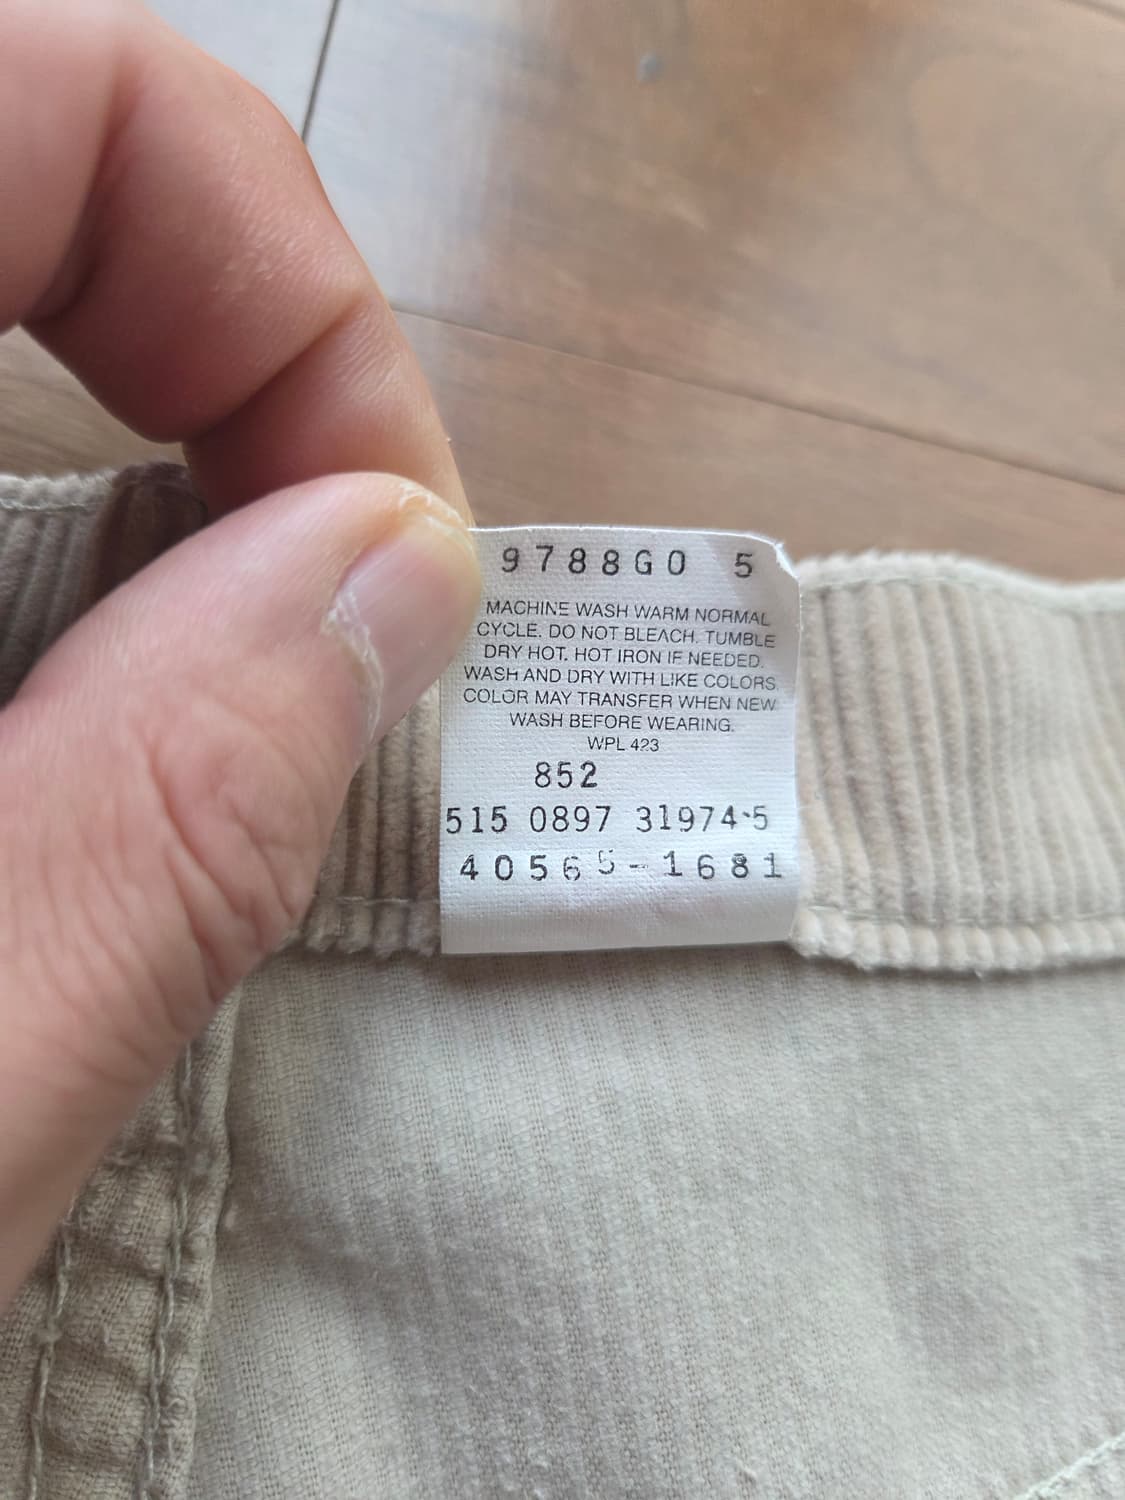 9788G0 5
MACHINE WASH WARM NORMAL
CYCLE. DO NOT BLEACH. TUMBLE
DRY HOT. HOT IRON IF NEEDED.
WASH AND DRY WITH LIKE COLORS.
COLOR MAY TRANSFER WHEN NEW
WASH BEFORE WEARING.
WPL 423
852
515 0897 31974-5
40565-1681